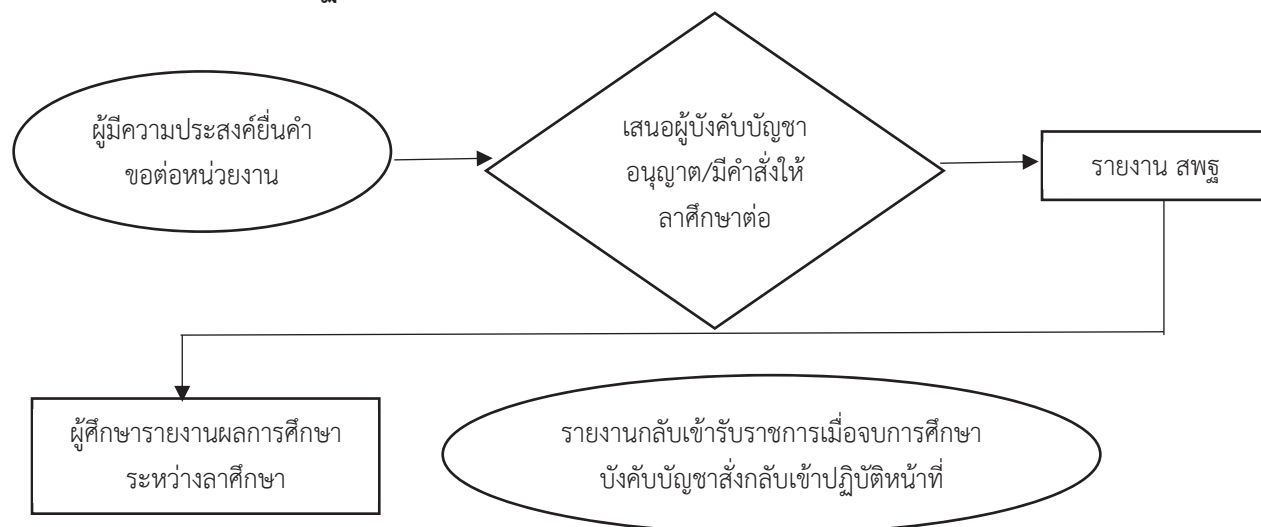 ผู้มีความประสงค์ยื่นคำ
ขอต่อหน่วยงาน
เสนอผู้บังคับบัญชา
อนุญาต/มีคำสั่งให้
ลาศึกษาต่อ
รายงาน สพฐ
ผู้ศึกษารายงานผลการศึกษา
ระหว่างลาศึกษา
รายงานกลับเข้ารับราชการเมื่อจบการศึกษา
บังคับบัญชาสั่งกลับเข้าปฏิบัติหน้าที่